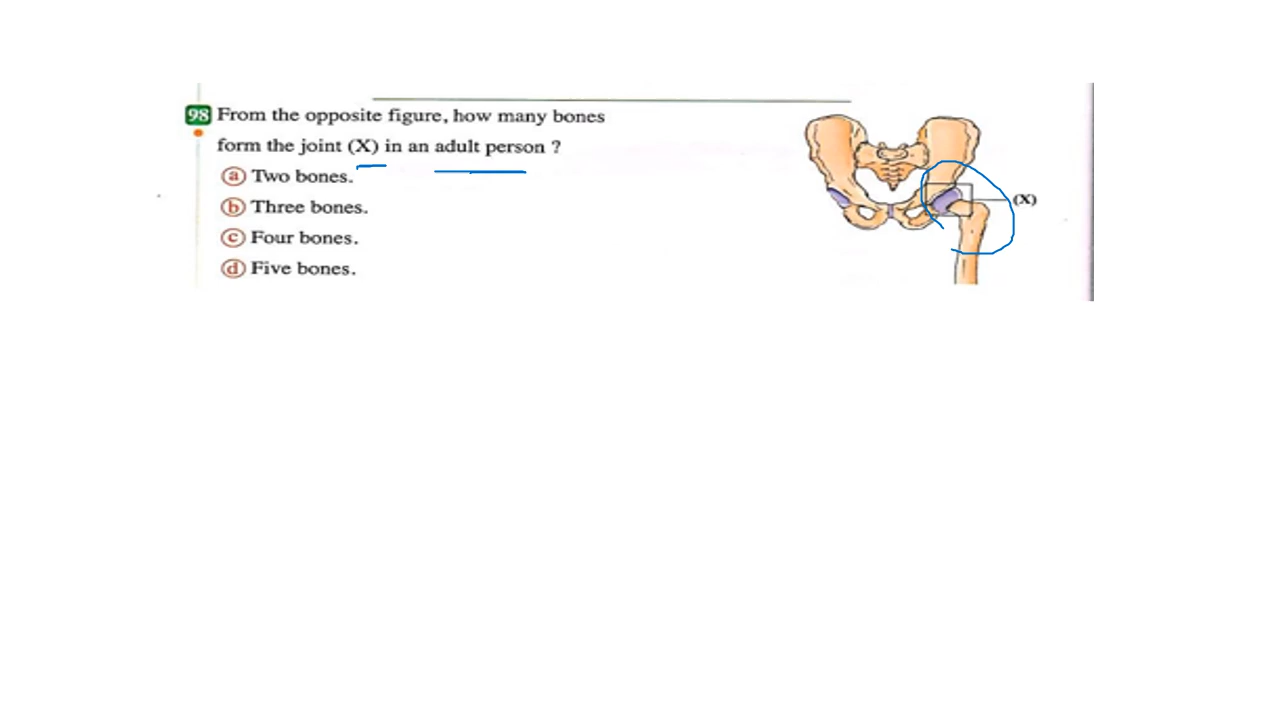 98 From the opposite figure, how many bones
form the joint (X) in an adult person ?
a Two bones.
b Three bones.
c Four bones.
d Five bones.
(X)